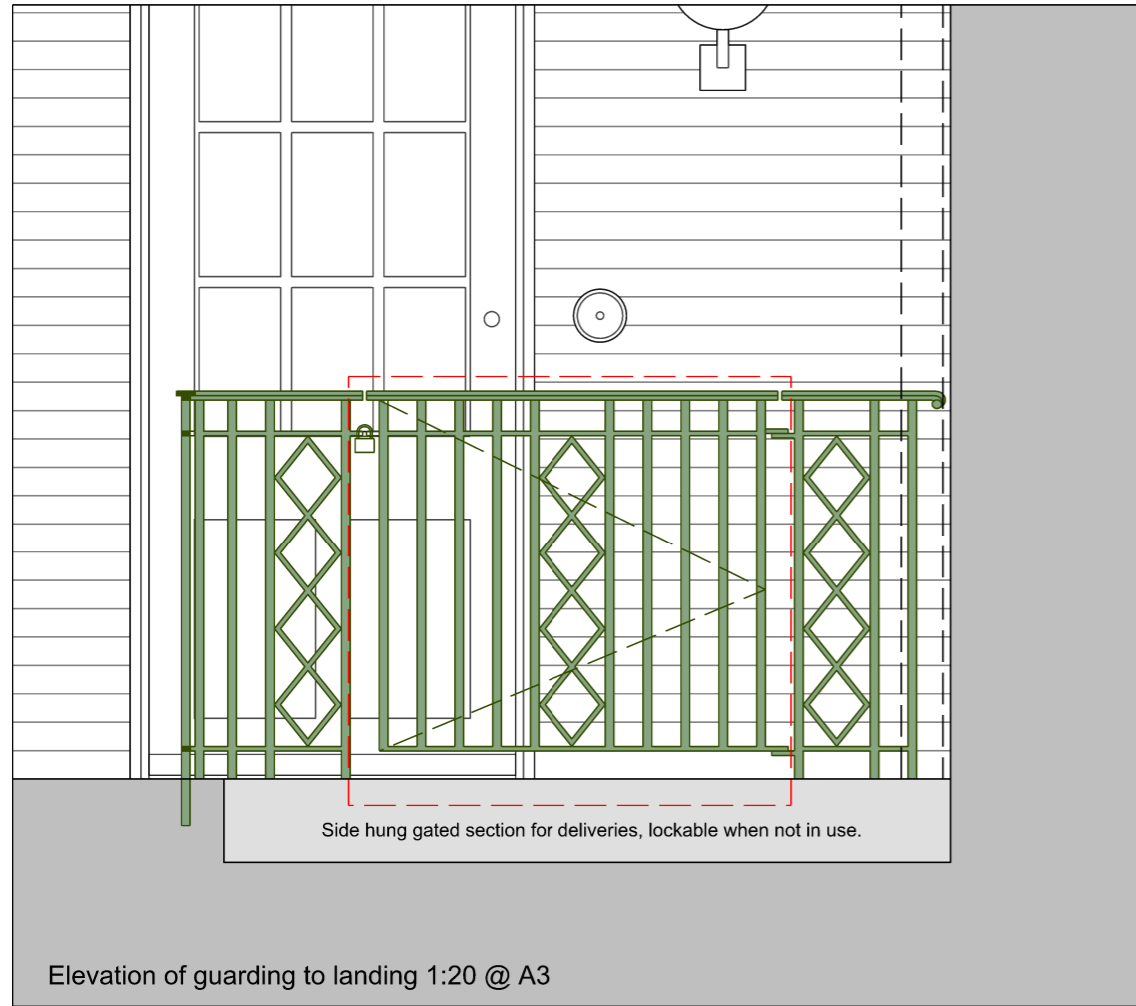 Side hung gated section for deliveries, lockable when not in use.
Elevation of guarding to landing 1:20 @ A3